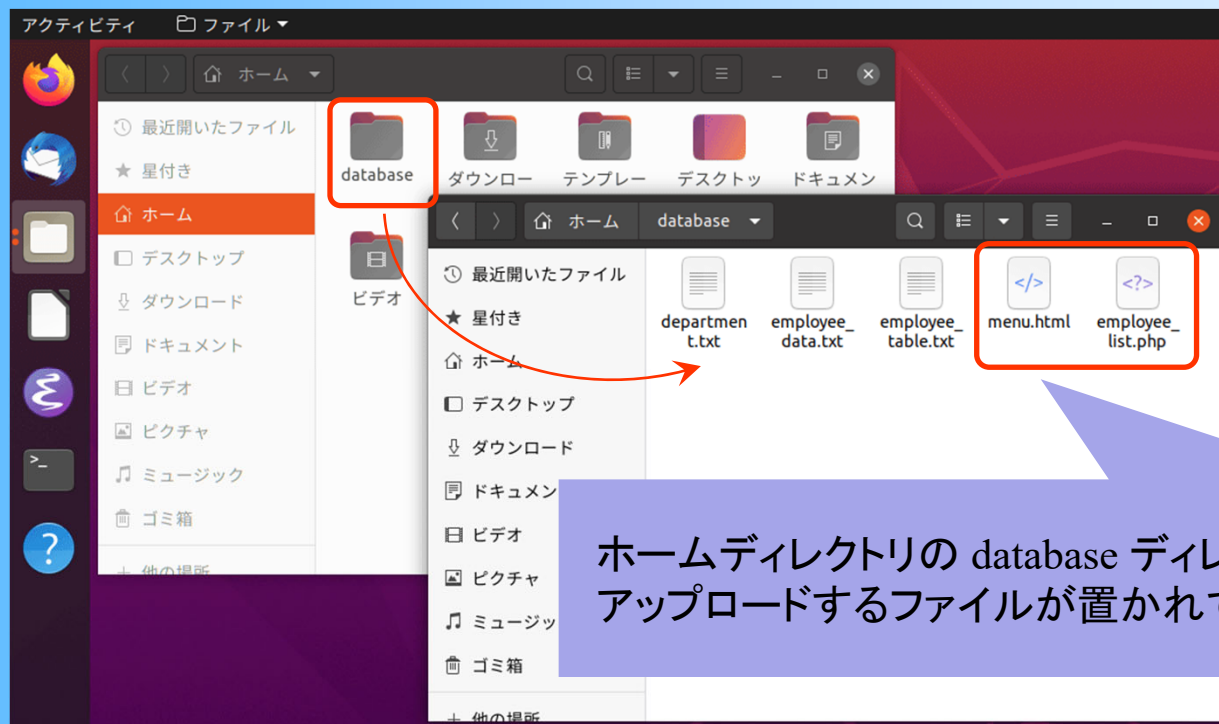 アクティビティ
ファイル
ホーム
最近開いたファイル
星付き
ホーム
デスクトップ
ダウンロード
ドキュメント
ビデオ
ピクチャ
ミュージック
ゴミ箱
+ 他の場所
database
ダウンロー
テンプレー
デスクトッ
ドキュメン
ビデオ
ホーム
database
最近開いたファイル
星付き
ホーム
デスクトップ
ダウンロード
ドキュメン
ビデオ
ピクチャ
ミュージッ
ゴミ箱
+ 他の場所
departmen
t.txt
employee_
data.txt
employee_
table.txt
menu.html
employee_
list.php
ホームディレクトリの database ディレ
アップロードするファイルが置かれて